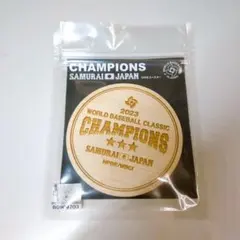 CHAMPIONS
SAMURAI JAPAN
2023
WORLD BASEBALL CLASSIC
CHAMPIONS
SAMURAI JAPAN